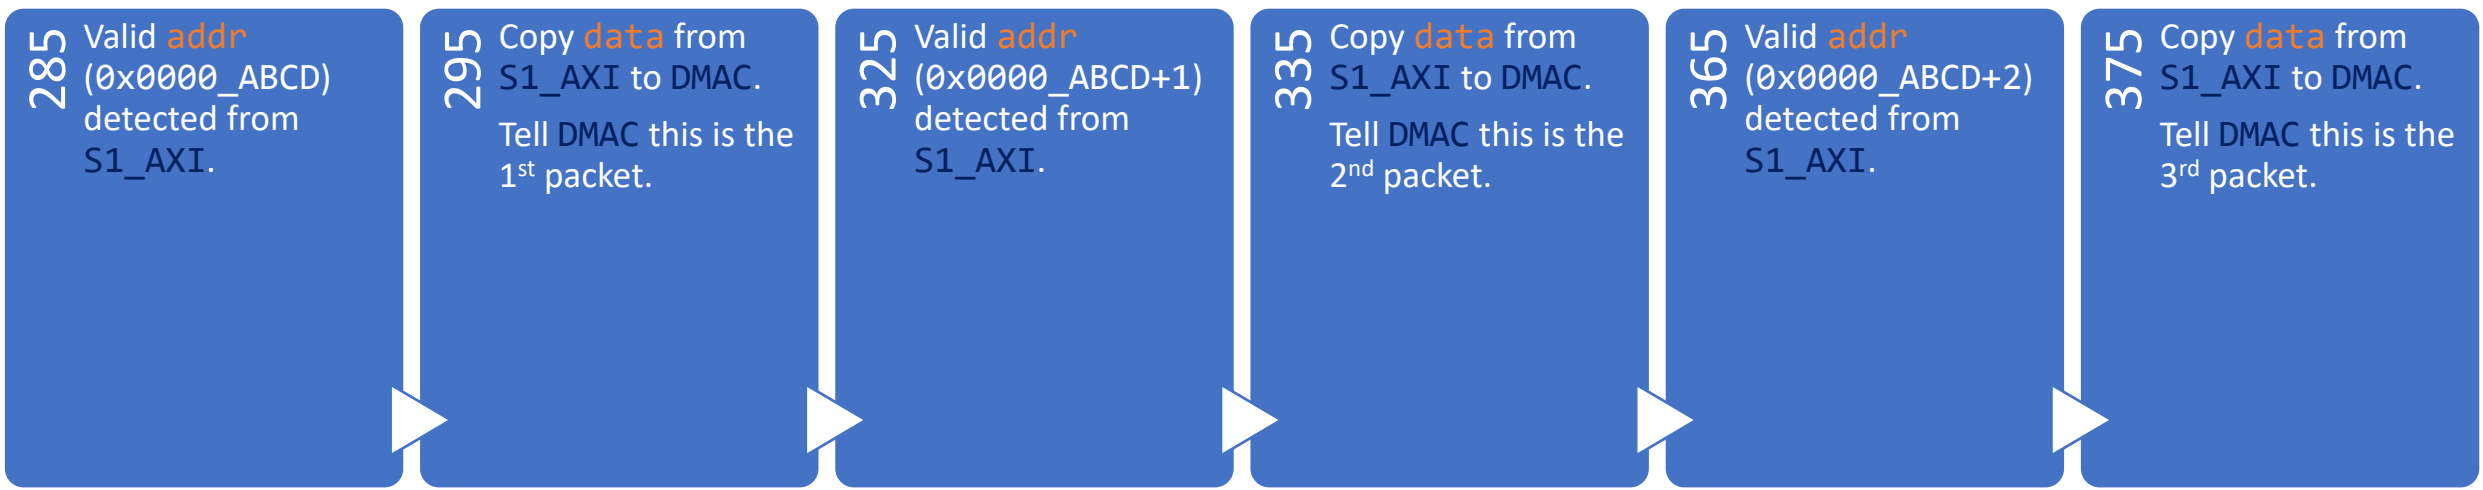 285
Valid addr
(0x0000_ABCD)
detected from
S1_AXI.
295
Copy data from
S1_AXI to DMAC.
Tell DMAC this is the
1st packet.
325
Valid addr
(0x0000_ABCD+1)
detected from
S1_AXI.
335
Copy data from
S1_AXI to DMAC.
Tell DMAC this is the
2nd packet.
365
Valid addr
(0x0000_ABCD+2)
detected from
S1_AXI.
375
Copy data from
S1_AXI to DMAC.
Tell DMAC this is the
3rd packet.